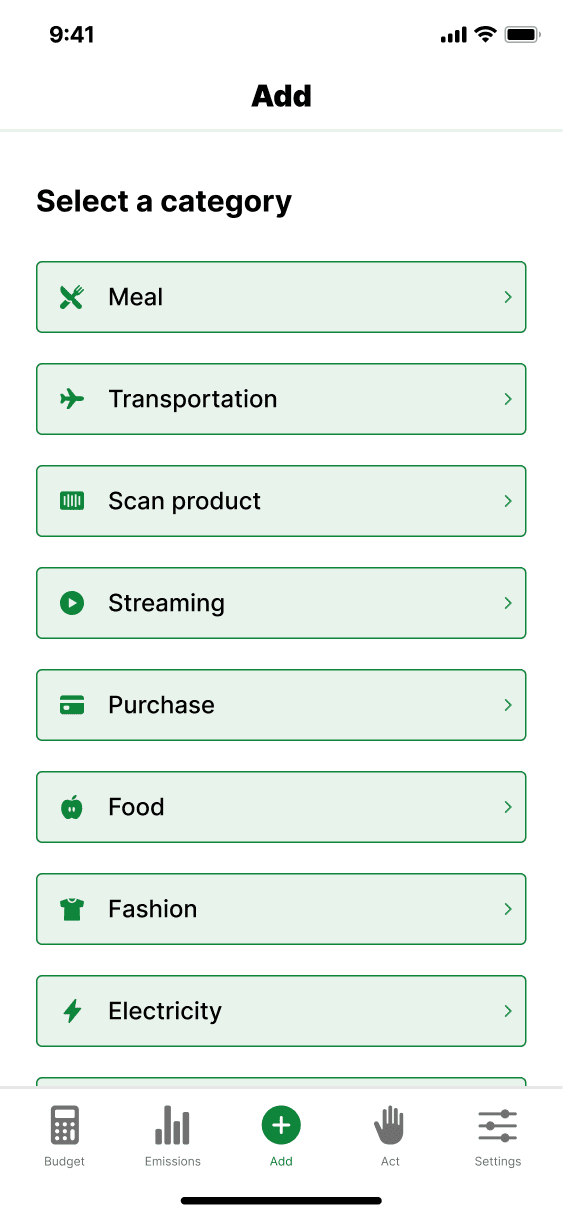 9:41
Add
Select a category
Meal
Transportation
Scan product
Streaming
Purchase
Food
Fashion
Electricity
Budget
Emissions
Add
Act
Settings